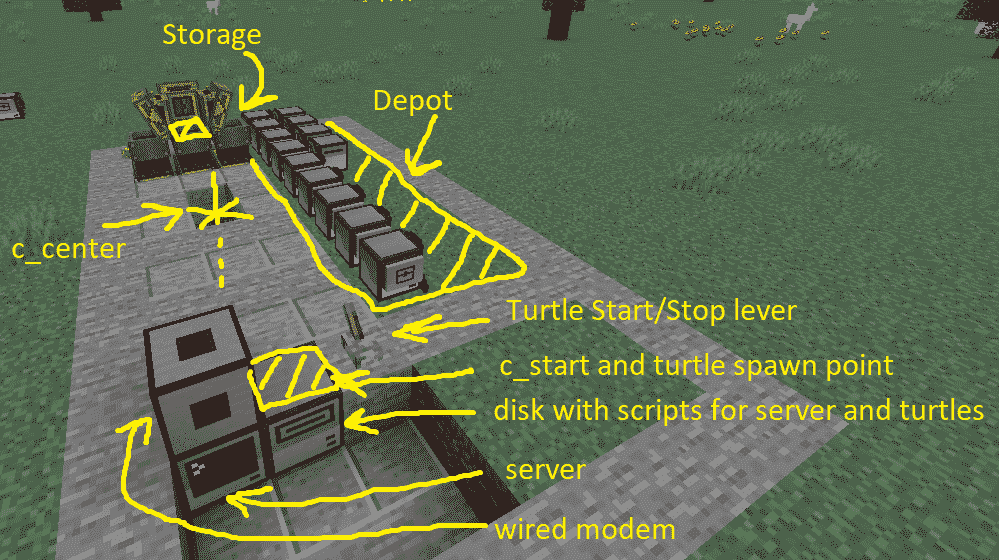 Storage
Depot
c_center
Turtle Start/Stop lever
c_start and turtle spawn point
disk with scripts for server and turtles
server
wired modem